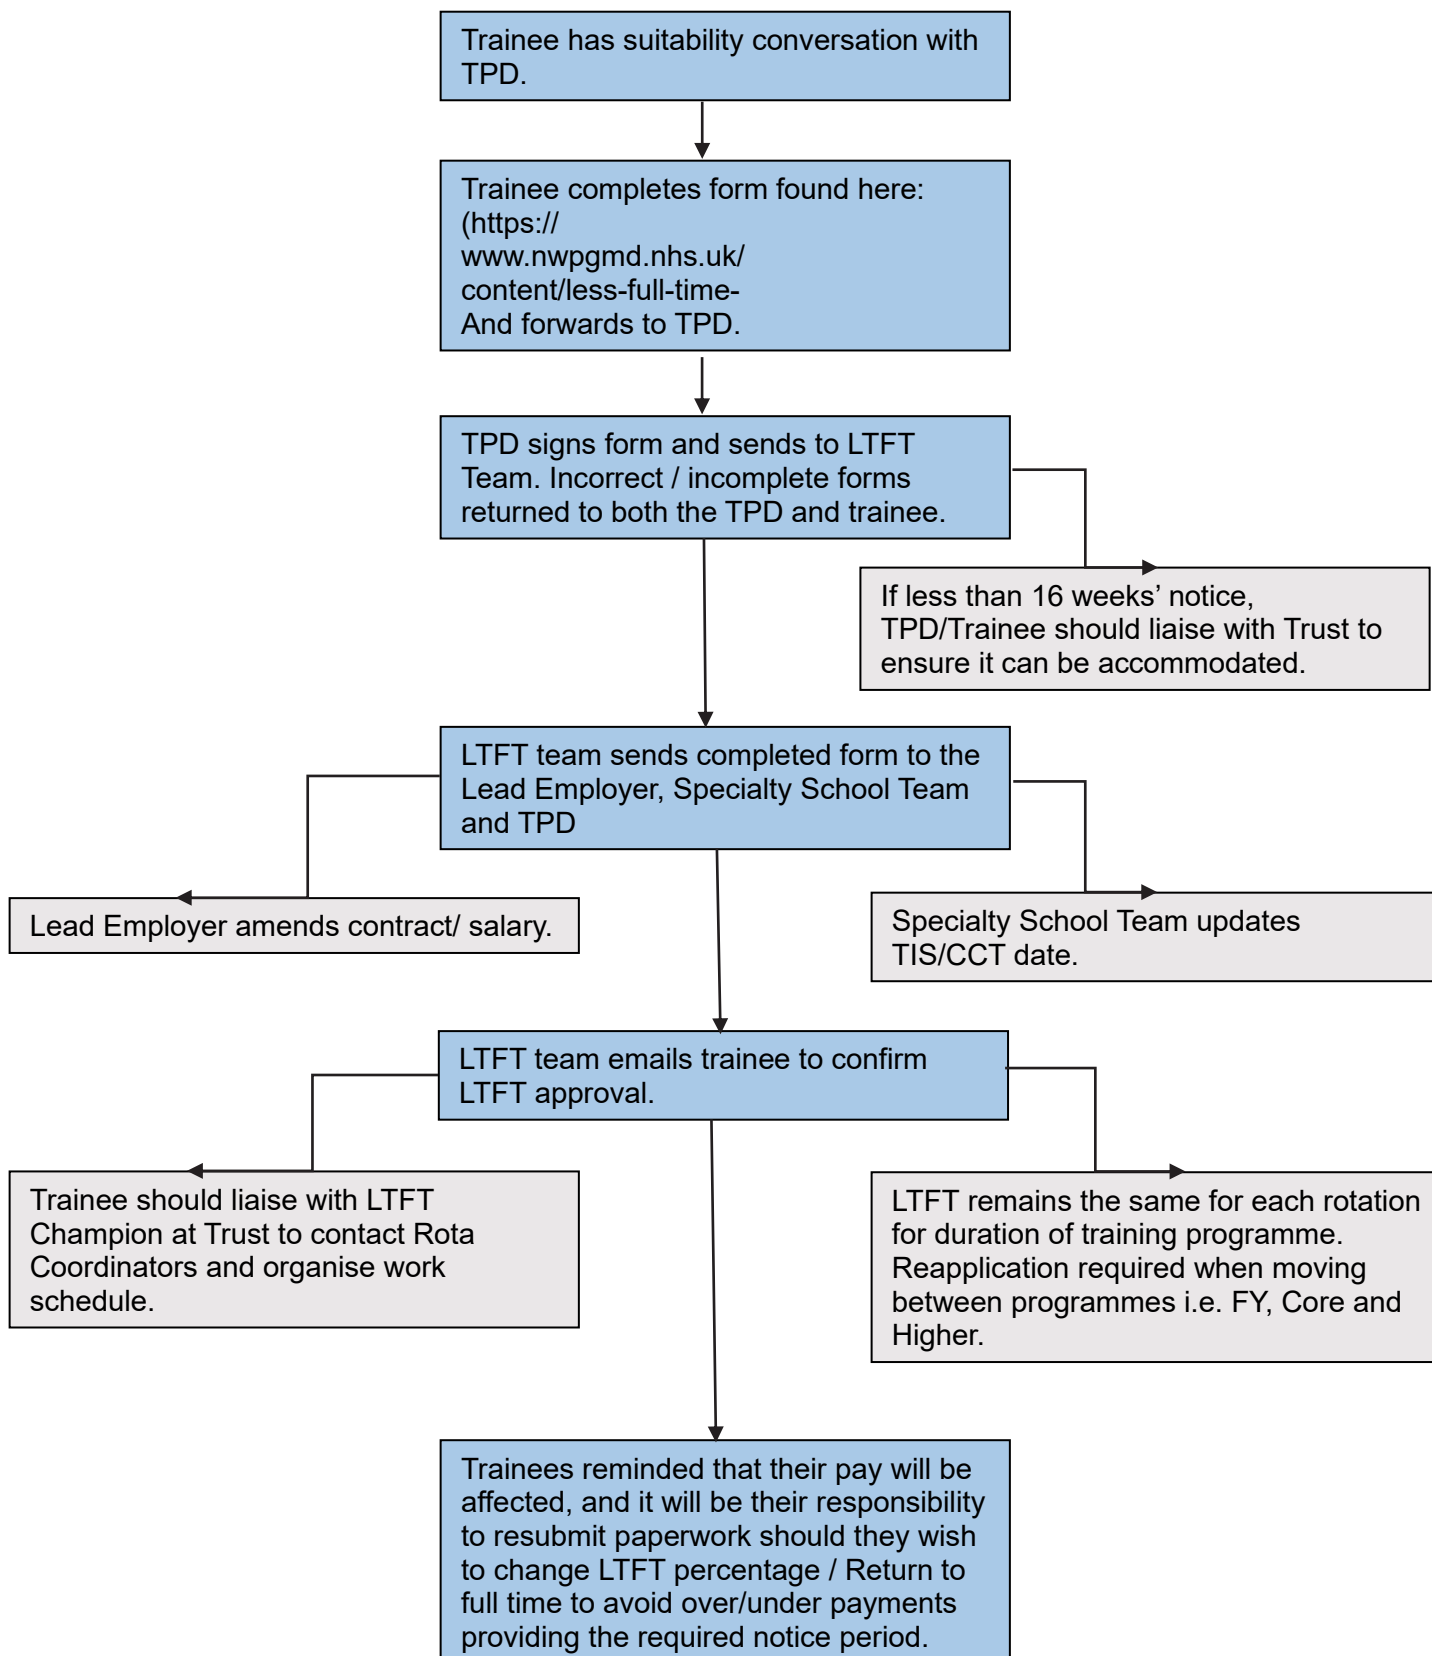 Trainee has suitability conversation with
TPD.
Trainee completes form found here:
(https://
www.nwpgmd.nhs.uk/
content/less-full-time-
And forwards to TPD.
TPD signs form and sends to LTFT
Team. Incorrect / incomplete forms
returned to both the TPD and trainee.
If less than 16 weeks’ notice,
TPD/Trainee should liaise with Trust to
ensure it can be accommodated.
LTFT team sends completed form to the
Lead Employer, Specialty School Team
and TPD
Lead Employer amends contract/ salary.
Specialty School Team updates
TIS/CCT date.
LTFT team emails trainee to confirm
LTFT approval.
Trainee should liaise with LTFT
Champion at Trust to contact Rota
Coordinators and organise work
schedule.
LTFT remains the same for each rotation
for duration of training programme.
Reapplication required when moving
between programmes i.e. FY, Core and
Higher.
Trainees reminded that their pay will be
affected, and it will be their responsibility
to resubmit paperwork should they wish
to change LTFT percentage / Return to
full time to avoid over/under payments
providing the required notice period.